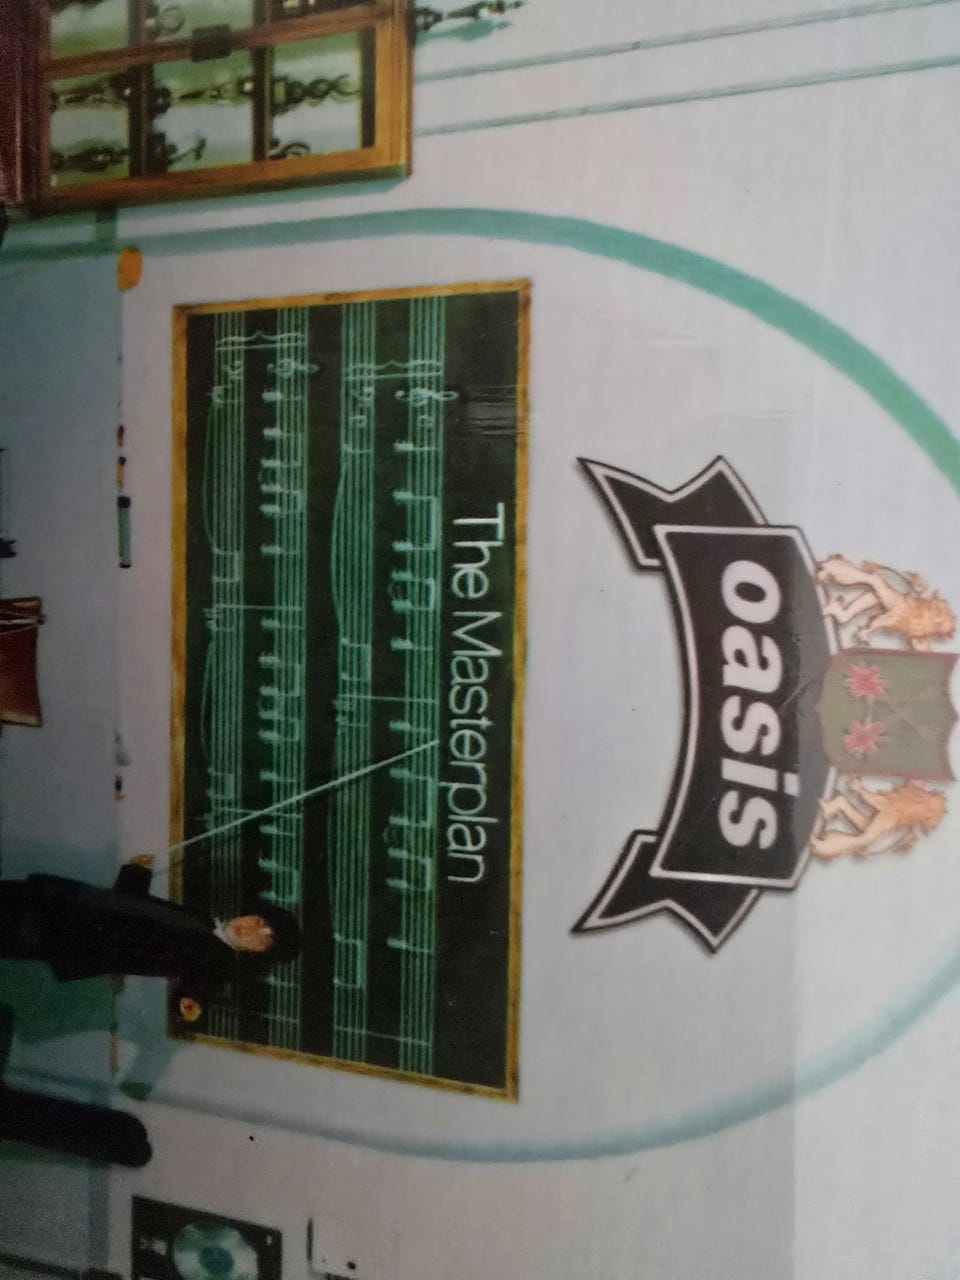 oasis
The Masterplan